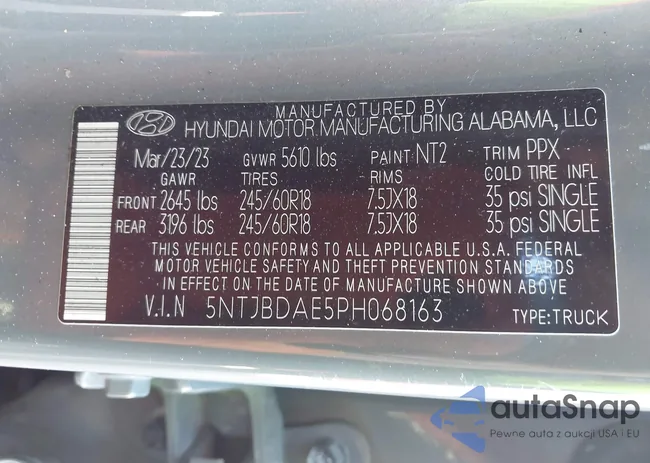 MANUFACTURED BY
HYUNDAI MOTOR MANUFACTURING ALABAMA, LLC
Mar/23/23 GVWR 5610 lbs PAINT NT2 TRIM PPX
GAWR TIRES RIMS COLD TIRE INFL
FRONT 2645 lbs 245/60R18 7.5JX18 35 psi SINGLE
REAR 3196 lbs 245/60R18 7.5JX18 35 psi SINGLE
THIS VEHICLE CONFORMS TO ALL APPLICABLE U.S.A. FEDERAL
MOTOR VEHICLE SAFETY AND THEFT PREVENTION STANDARDS
IN EFFECT ON THE DATE OF MANUFACTURE SHOWN ABOVE
V.I.N 5NTJBDAE5PH068163 TYPE:TRUCK
autaSnap
Pewne auta z aukcji USA i EU